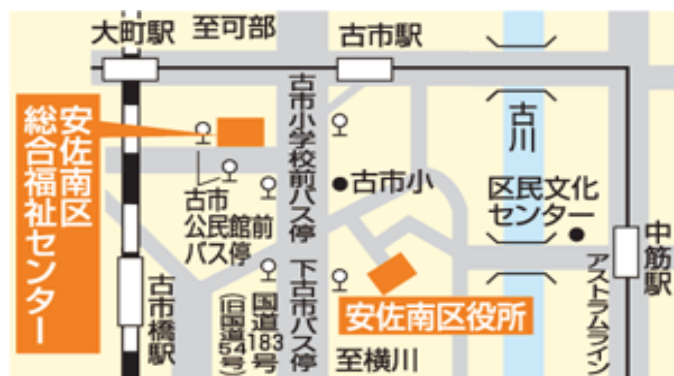 大町駅
至可部
古市駅
安佐南区
総合福祉センター
古市
公民館前
バス停
古市小学校前バス停
古市小
古川
区民文化
センター
中筋駅
アストラムライン
古市橋駅
国道183号
(旧国道54号)
下古市バス停
安佐南区役所
至横川